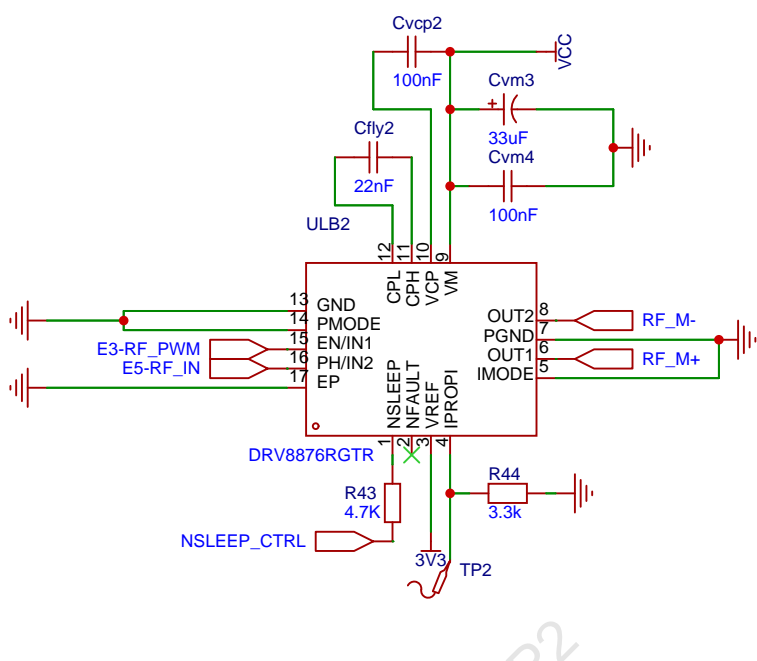 Cvcp2
VCC
100nF
Cvm3
33uF
Cfly2
22nF
Cvm4
100nF
ULB2
12 11 10 9
CPL CPH VCP VM
13 GND
14 PMODE
15 EN/IN1
16 PH/IN2
17 EP
E3-RF_PWM
E5-RF_IN
OUT2 8
PGND 7
OUT1 6
IMODE 5
RF_M-
RF_M+
NSLEEP NFAULT VREF IPROPI
1 2 3 4
DRV8876RGTR
R43
4.7K
R44
3.3k
NSLEEP_CTRL
3V3
TP2